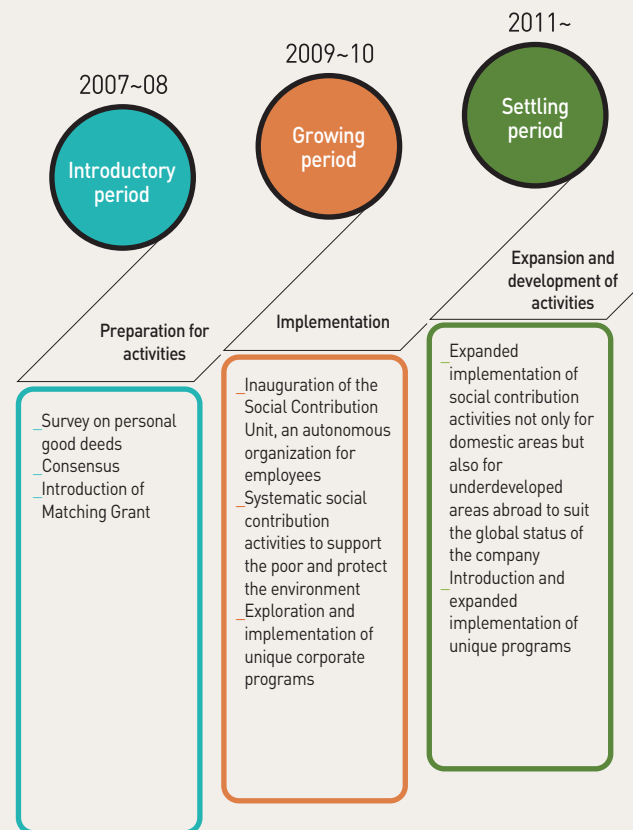 2007~08
Introductory
period
Preparation for
activities
_Survey on personal
good deeds
_Consensus
_Introduction of
Matching Grant
2009~10
Growing
period
Implementation
_Inauguration of the
Social Contribution
Unit, an autonomous
organization for
employees
_Systematic social
contribution
activities to support
the poor and protect
the environment
_Exploration and
implementation of
unique corporate
programs
2011~
Settling
period
Expansion and
development of
activities
_Expanded
implementation of
social contribution
activities not only for
domestic areas but
also for
underdeveloped
areas abroad to suit
the global status of
the company
_Introduction and
expanded
implementation of
unique programs